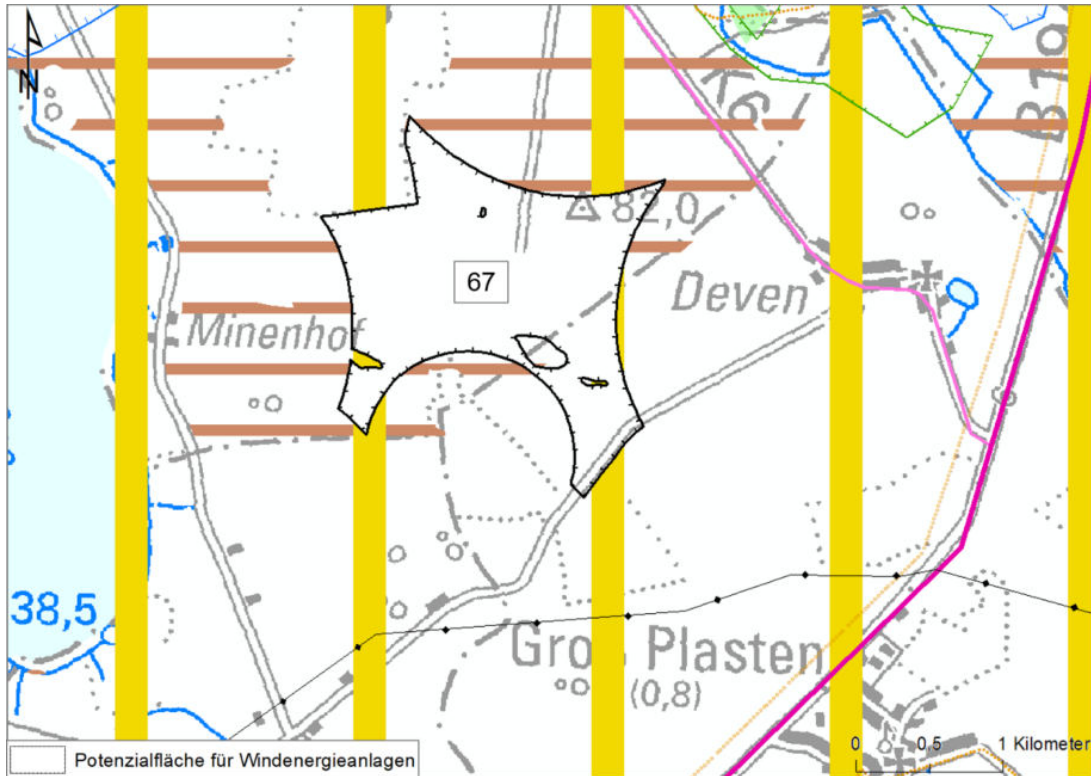 N
K6
B 19
82,0
67
Deven
Minenhof
38,5
Groß Plasten
(0,8)
0 0,5 1 Kilometer
Potenzialfläche für Windenergieanlagen